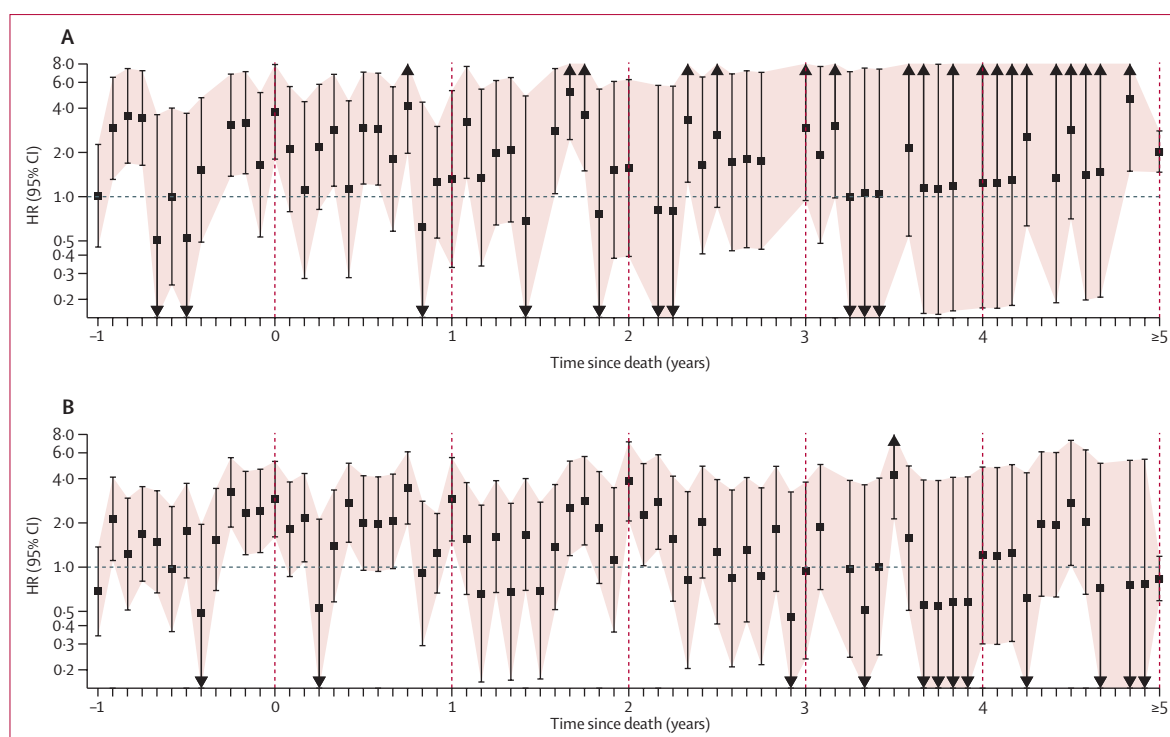 A
HR (95% CI)
8·0
6·0
4·0
2·0
1·0
0·5
0·4
0·3
0·2
–1 0 1 2 3 4 ≥5
Time since death (years)
B
HR (95% CI)
8·0
6·0
4·0
2·0
1·0
0·5
0·4
0·3
0·2
–1 0 1 2 3 4 ≥5
Time since death (years)